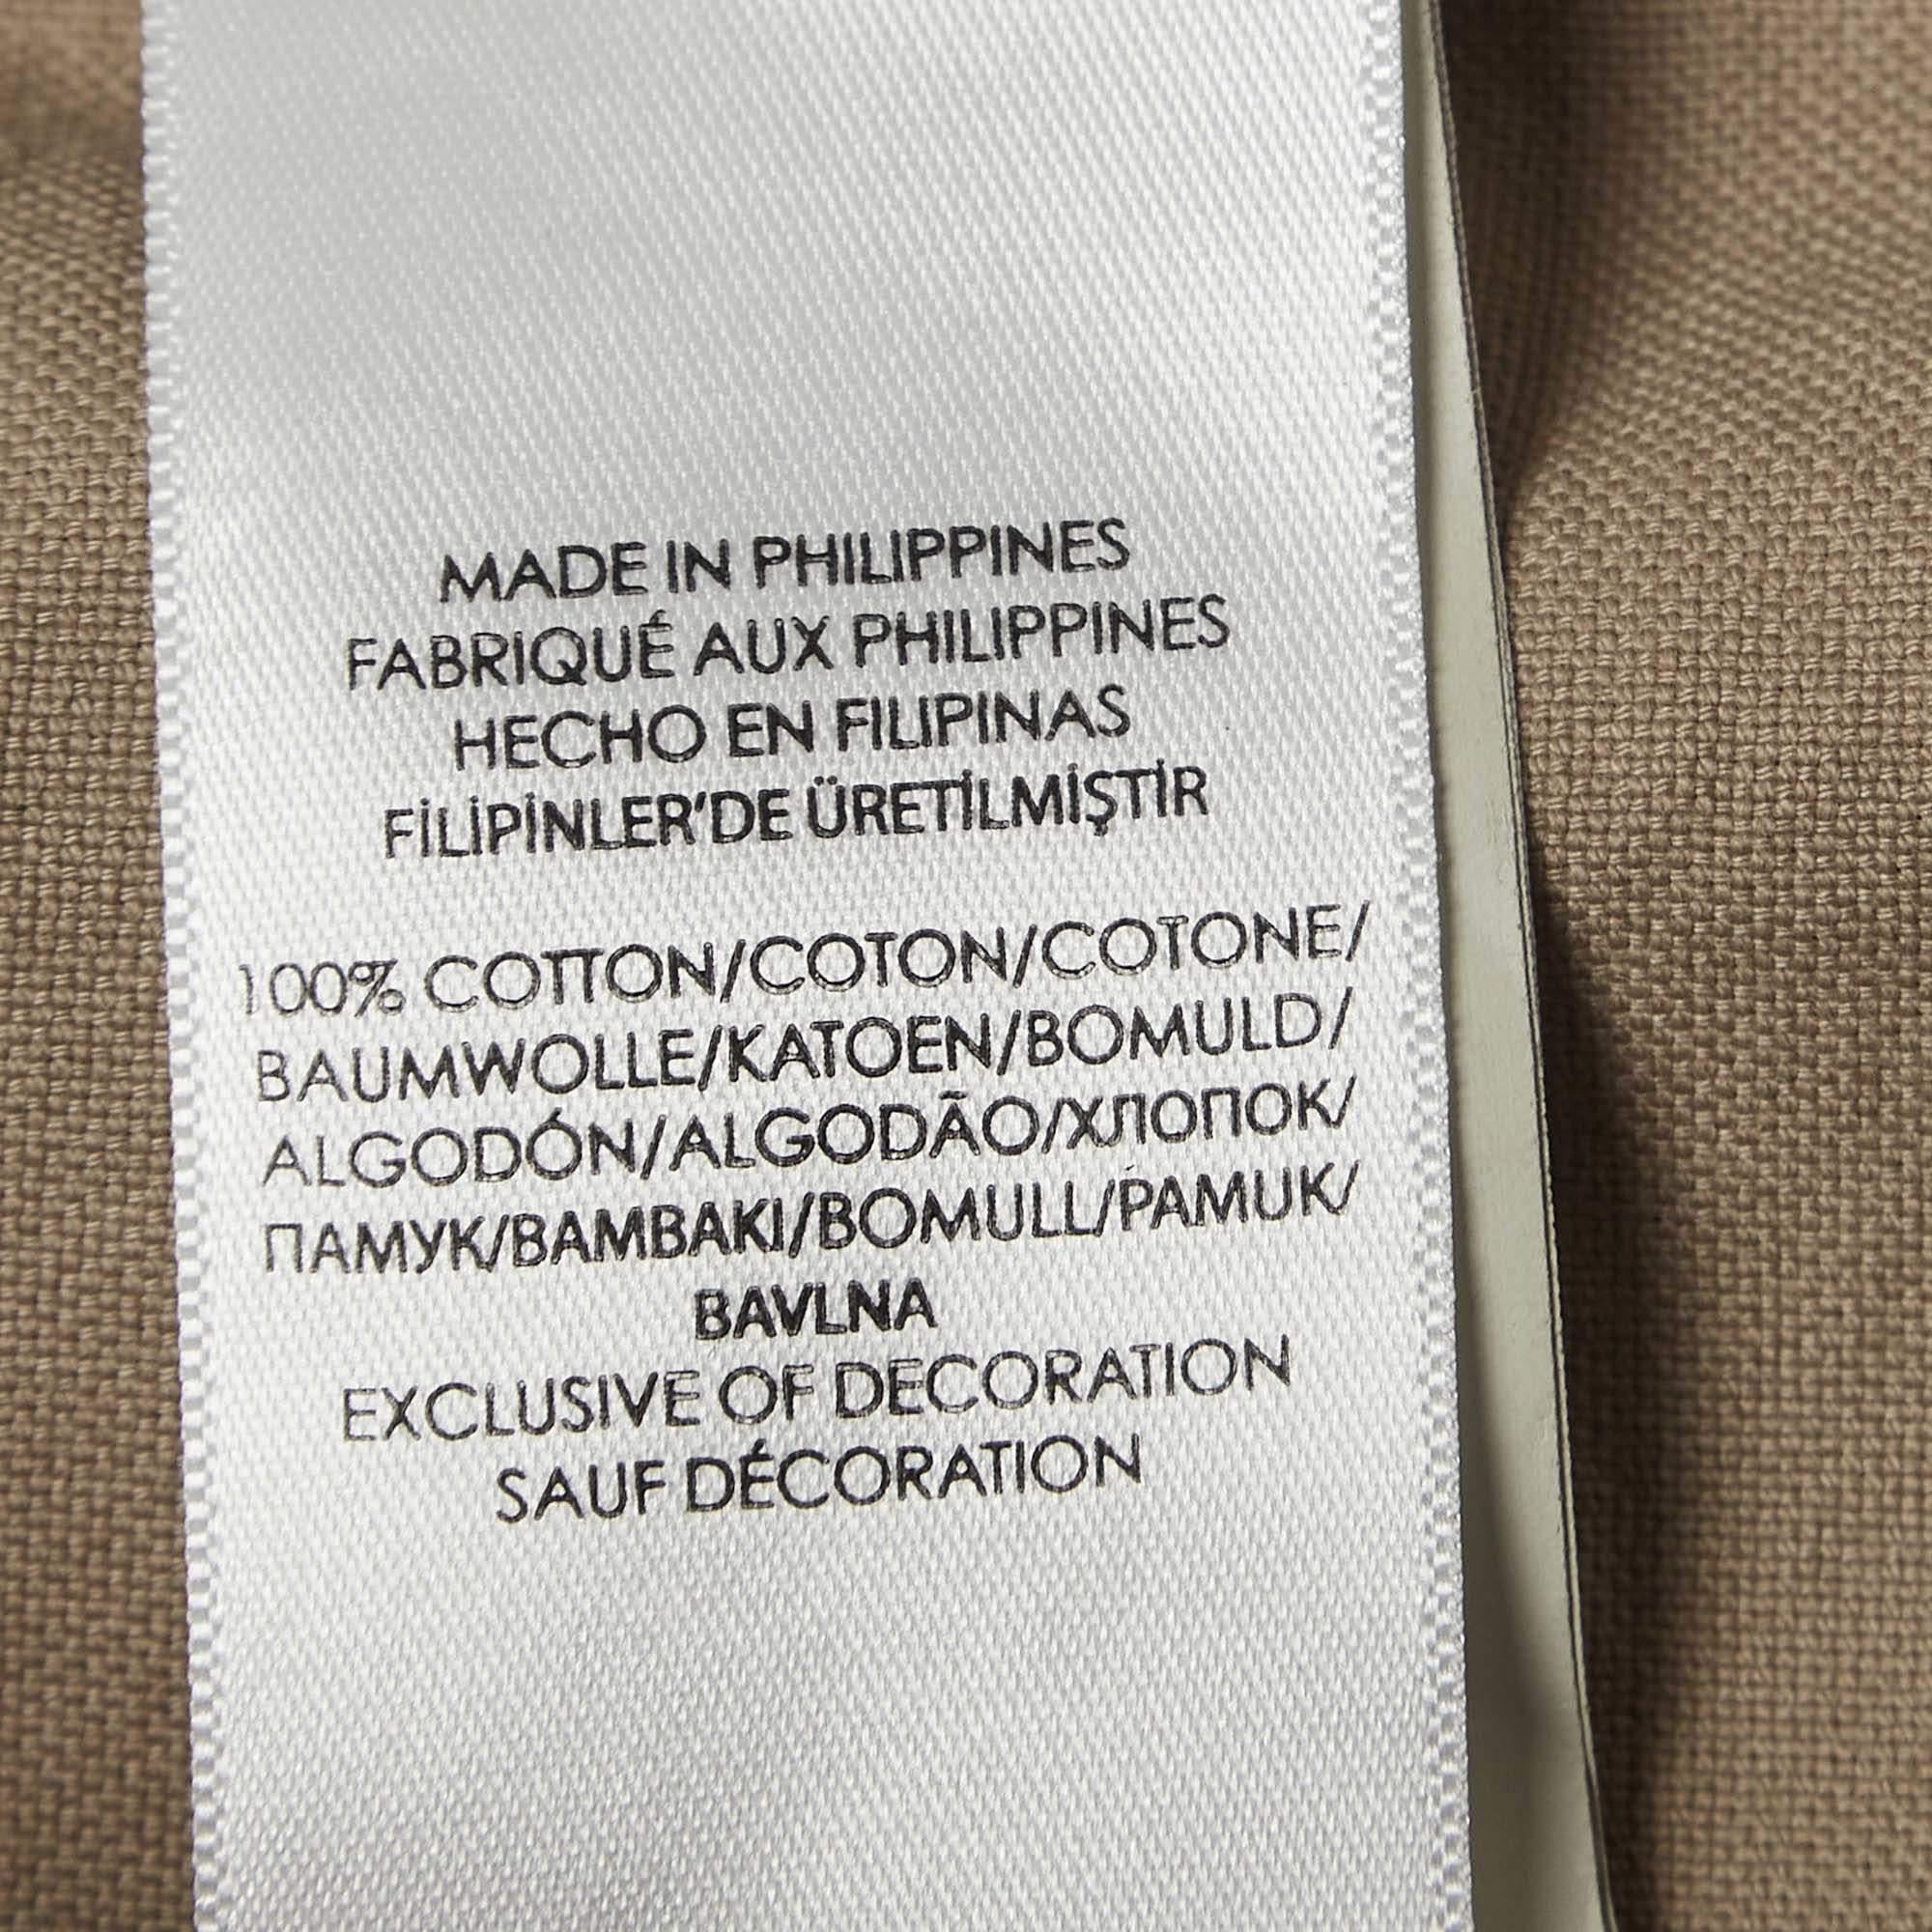 MADE IN PHILIPPINES
FABRIQUÉ AUX PHILIPPINES
HECHO EN FILIPINAS
FİLİPİNLER'DE ÜRETİLMİŞTİR
100% COTTON/COTON/COTONE/
BAUMWOLLE/KATOEN/BOMULD/
ALGODÓN/ALGODÃO/ХЛОПОК/
ПАМУК/BAMBAKI/BOMULL/PAMUK/
BAVLNA
EXCLUSIVE OF DECORATION
SAUF DÉCORATION